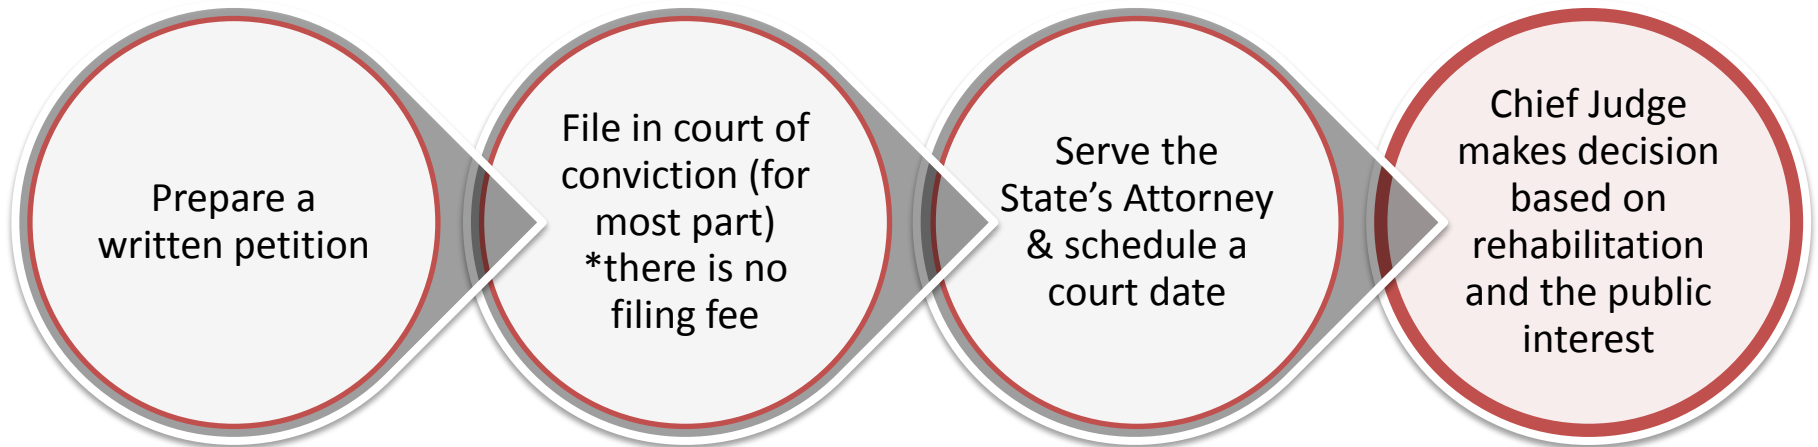 Prepare a
written petition
File in court of
conviction (for
most part)
*there is no
filing fee
Serve the
State’s Attorney
& schedule a
court date
Chief Judge
makes decision
based on
rehabilitation
and the public
interest